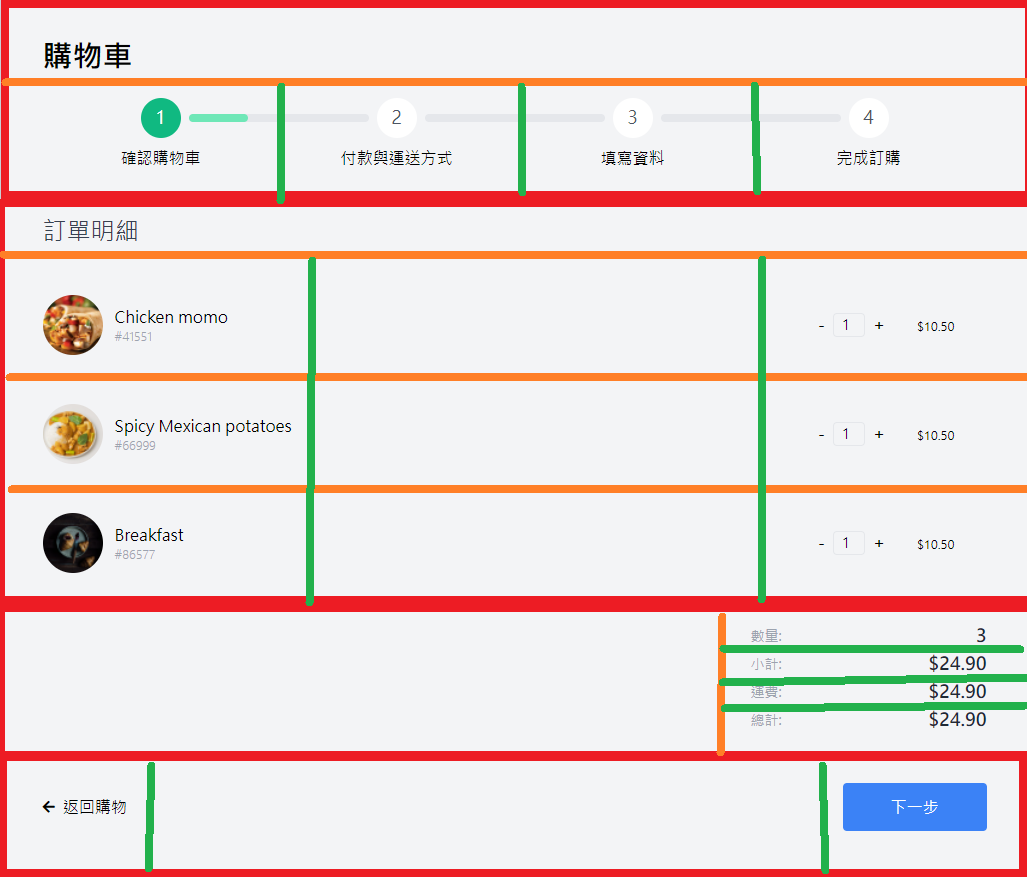 購物車
1 2 3 4
確認購物車 付款與運送方式 填寫資料 完成訂購
訂單明細
Chicken momo
#41551
- 1 + $10.50
Spicy Mexican potatoes
#66999
- 1 + $10.50
Breakfast
#86577
- 1 + $10.50
數量: 3
小計: $24.90
運費: $24.90
總計: $24.90
← 返回購物 下一步